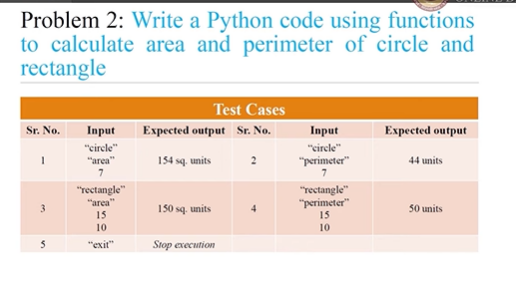 Problem 2: Write a Python code using functions
to calculate area and perimeter of circle and
rectangle
Test Cases
Sr. No. Input Expected output Sr. No. Input Expected output
1 "circle" "area" 7 154 sq. units 2 "circle" "perimeter" 7 44 units
3 "rectangle" "area" 15 10 150 sq. units 4 "rectangle" "perimeter" 15 10 50 units
5 "exit" Stop execution